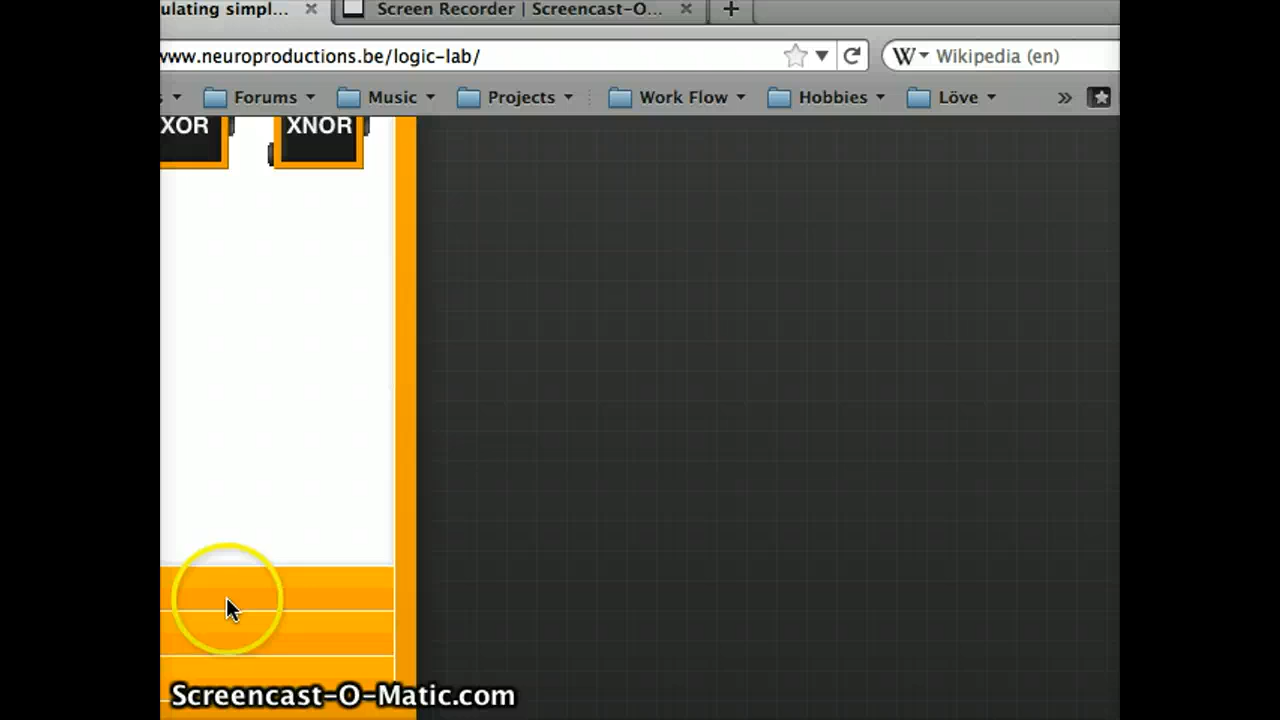 ulating simpl...
Screen Recorder | Screencast-O...
www.neuroproductions.be/logic-lab/
Wikipedia (en)
Forums
Music
Projects
Work Flow
Hobbies
Löve
XOR
XNOR
Screencast-O-Matic.com